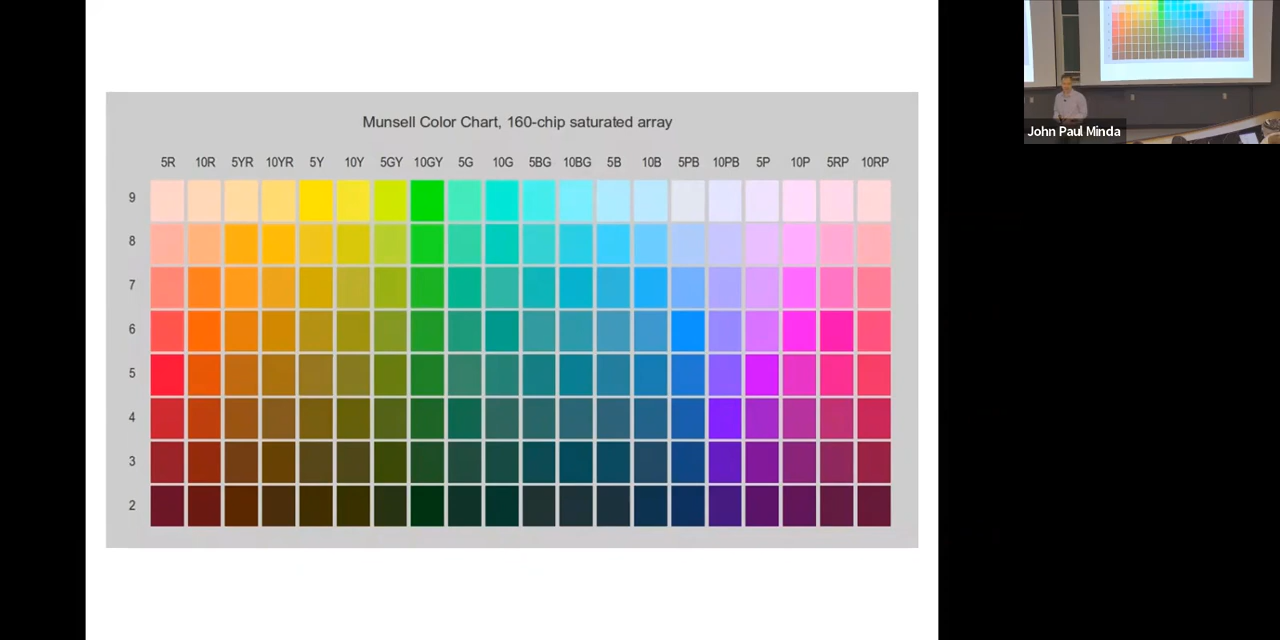 Munsell Color Chart, 160-chip saturated array
5R 10R 5YR 10YR 5Y 10Y 5GY 10GY 5G 10G 5BG 10BG 5B 10B 5PB 10PB 5P 10P 5RP 10RP
9
8
7
6
5
4
3
2
John Paul Minda